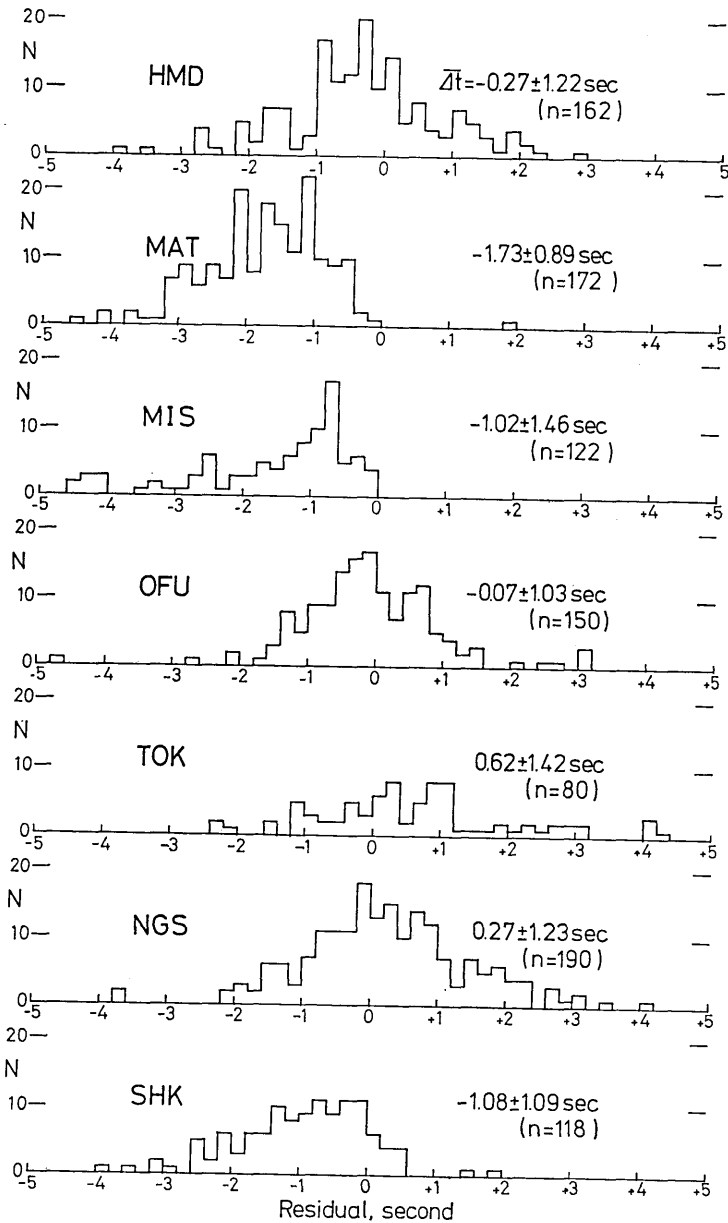 20
N
HMD
10
Δt=-0.27±1.22 sec
(n=162)
0
-5 -4 -3 -2 -1 0 +1 +2 +3 +4 +5
20
N
MAT
10
-1.73±0.89 sec
(n=172 )
0
-5 -4 -3 -2 -1 0 +1 +2 +3 +4 +5
20
N
MIS
10
-1.02±1.46 sec
(n=122 )
0
-5 -4 -3 -2 -1 0 +1 +2 +3 +4 +5
20
N
OFU
10
-0.07±1.03 sec
(n=150)
0
-5 -4 -3 -2 -1 0 +1 +2 +3 +4 +5
20
N
TOK
10
0.62±1.42 sec
(n=80)
0
-5 -4 -3 -2 -1 0 +1 +2 +3 +4 +5
20
N
NGS
10
0.27±1.23 sec
(n=190)
0
-5 -4 -3 -2 -1 0 +1 +2 +3 +4 +5
20
N
SHK
10
-1.08±1.09 sec
(n=118)
0
-5 -4 -3 -2 -1 0 +1 +2 +3 +4 +5
Residual, second